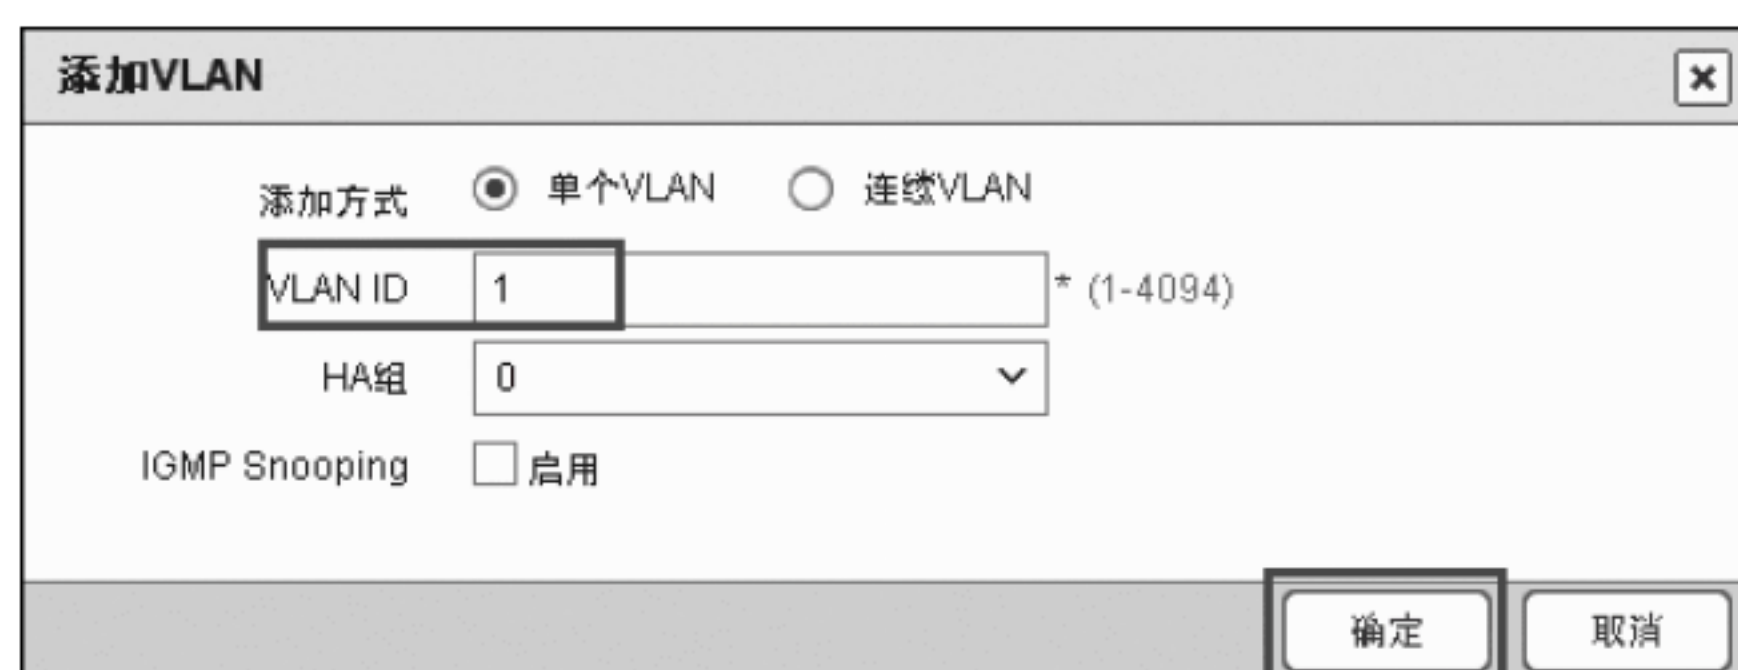 添加VLAN
添加方式 单个VLAN 连续VLAN
VLAN ID 1 * (1-4094)
HA组 0
IGMP Snooping 启用
确定 取消